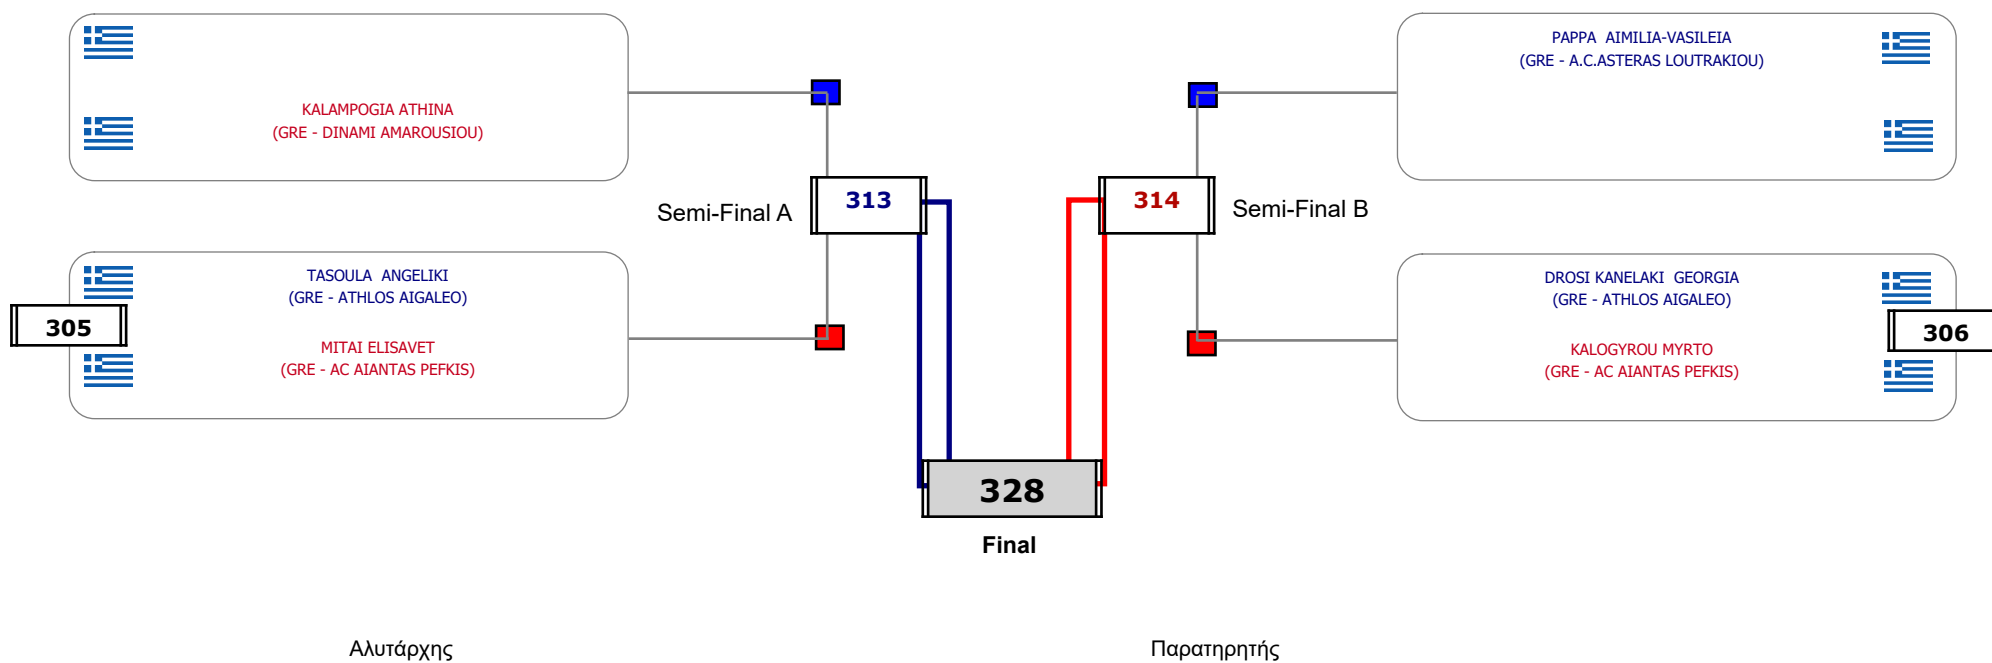 KALAMPOGIA ATHINA
(GRE - DINAMI AMAROUSIOU)
PAPPA  AIMILIA-VASILEIA
(GRE - A.C.ASTERAS LOUTRAKIOU)
313
Semi-Final A
314
Semi-Final B
TASOULA  ANGELIKI
(GRE - ATHLOS AIGALEO)
305
MITAI ELISAVET
(GRE - AC AIANTAS PEFKIS)
DROSI KANELAKI  GEORGIA
(GRE - ATHLOS AIGALEO)
306
KALOGYROU MYRTO
(GRE - AC AIANTAS PEFKIS)
328
Final
Αλυτάρχης
Παρατηρητής